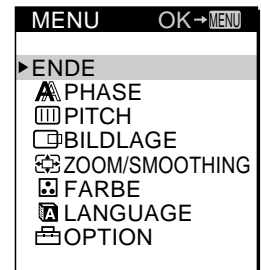 MENU OK→MENU
▶ENDE
PHASE
PITCH
BILDLAGE
ZOOM/SMOOTHING
FARBE
LANGUAGE
OPTION